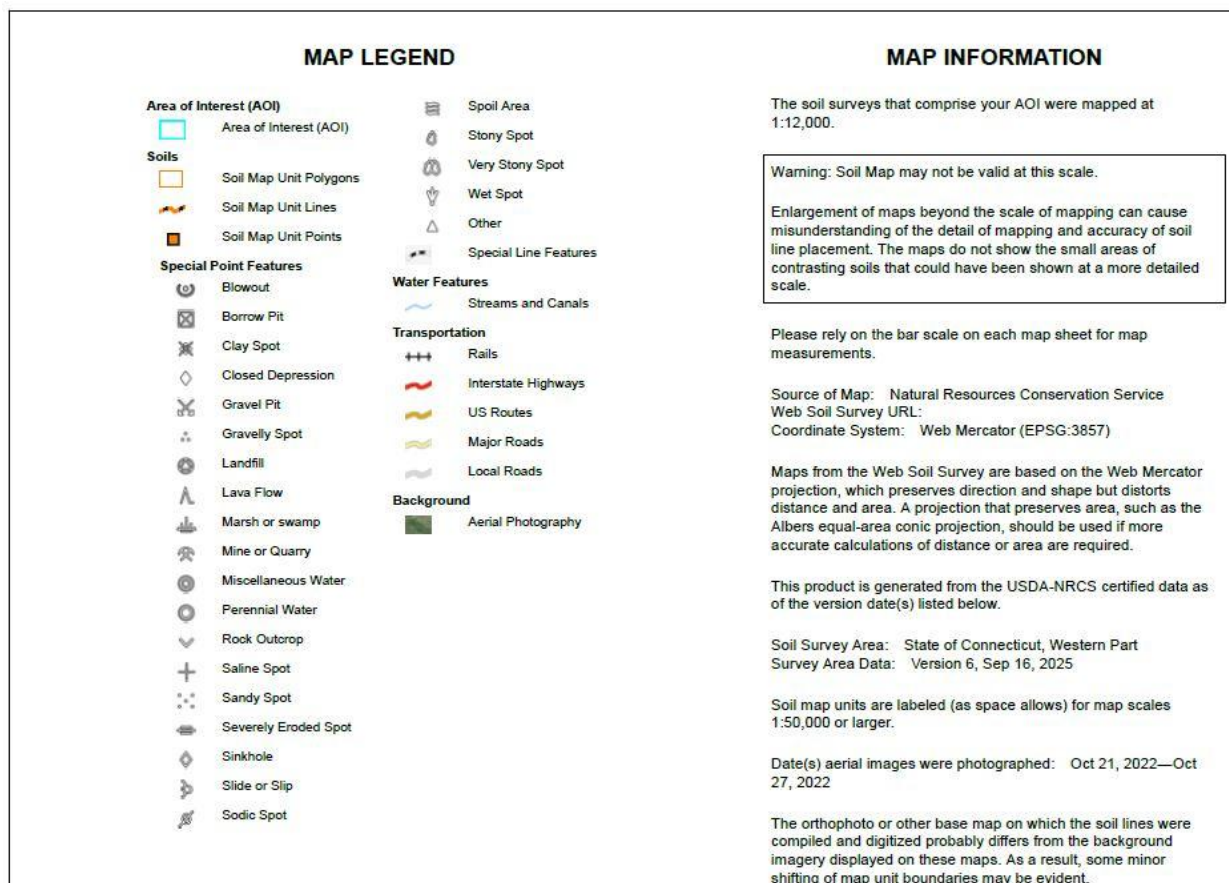 MAP LEGEND
Area of Interest (AOI)
Area of Interest (AOI)
Soils
Soil Map Unit Polygons
Soil Map Unit Lines
Soil Map Unit Points
Special Point Features
Blowout
Borrow Pit
Clay Spot
Closed Depression
Gravel Pit
Gravelly Spot
Landfill
Lava Flow
Marsh or swamp
Mine or Quarry
Miscellaneous Water
Perennial Water
Rock Outcrop
Saline Spot
Sandy Spot
Severely Eroded Spot
Sinkhole
Slide or Slip
Sodic Spot
Spoil Area
Stony Spot
Very Stony Spot
Wet Spot
Other
Special Line Features
Water Features
Streams and Canals
Transportation
Rails
Interstate Highways
US Routes
Major Roads
Local Roads
Background
Aerial Photography
MAP INFORMATION
The soil surveys that comprise your AOI were mapped at
1:12,000.
Warning: Soil Map may not be valid at this scale.
Enlargement of maps beyond the scale of mapping can cause
misunderstanding of the detail of mapping and accuracy of soil
line placement. The maps do not show the small areas of
contrasting soils that could have been shown at a more detailed
scale.
Please rely on the bar scale on each map sheet for map
measurements.
Source of Map: Natural Resources Conservation Service
Web Soil Survey URL:
Coordinate System: Web Mercator (EPSG:3857)
Maps from the Web Soil Survey are based on the Web Mercator
projection, which preserves direction and shape but distorts
distance and area. A projection that preserves area, such as the
Albers equal-area conic projection, should be used if more
accurate calculations of distance or area are required.
This product is generated from the USDA-NRCS certified data as
of the version date(s) listed below.
Soil Survey Area: State of Connecticut, Western Part
Survey Area Data: Version 6, Sep 16, 2025
Soil map units are labeled (as space allows) for map scales
1:50,000 or larger.
Date(s) aerial images were photographed: Oct 21, 2022—Oct
27, 2022
The orthophoto or other base map on which the soil lines were
compiled and digitized probably differs from the background
imagery displayed on these maps. As a result, some minor
shifting of map unit boundaries may be evident.